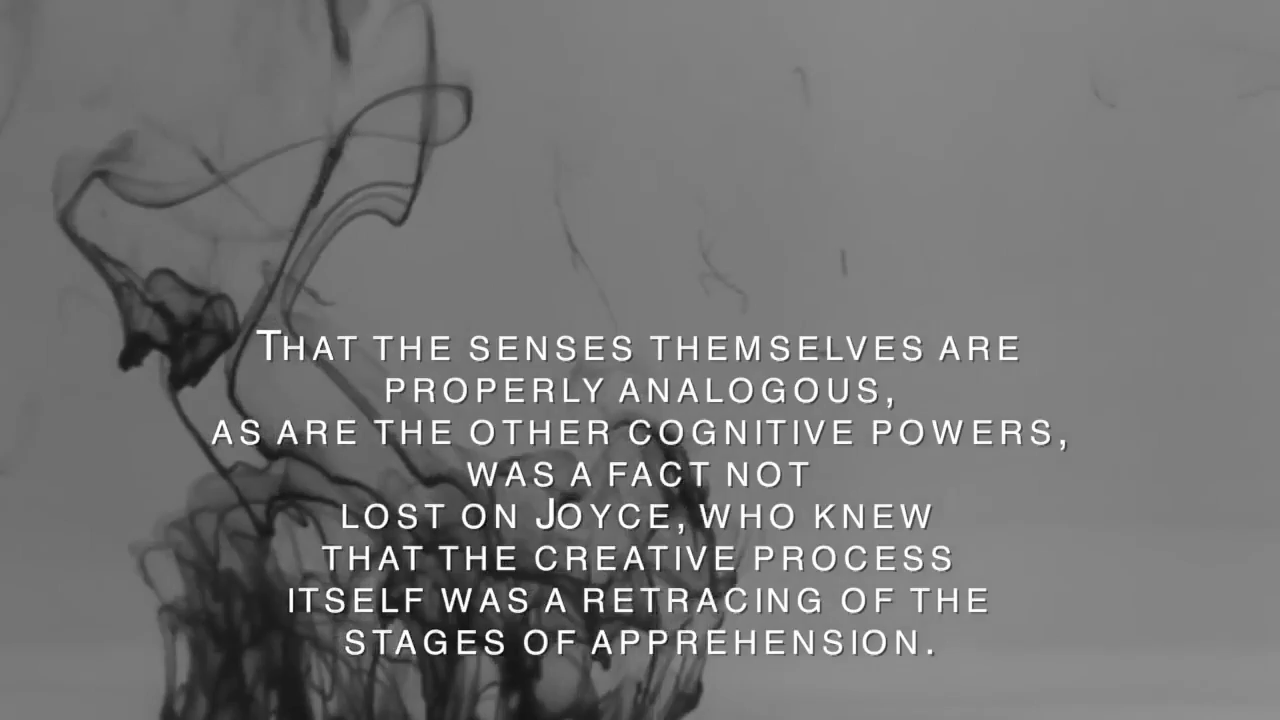 That the senses themselves are
properly analogous,
as are the other cognitive powers,
was a fact not
lost on Joyce, who knew
that the creative process
itself was a retracing of the
stages of apprehension.